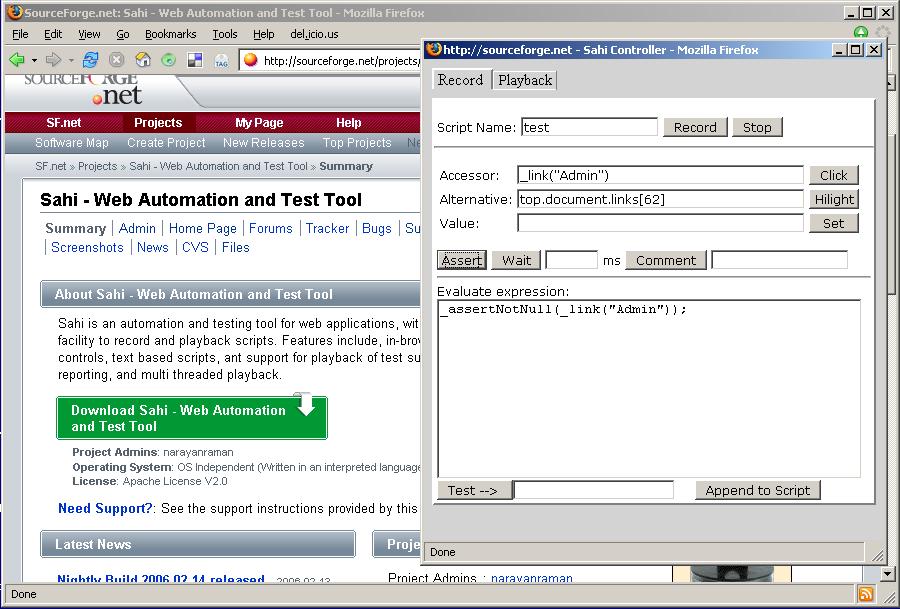 SourceForge.net: Sahi - Web Automation and Test Tool - Mozilla Firefox
File Edit View Go Bookmarks Tools Help del.icio.us
TAG http://sourceforge.net/projects/
SOURCEFORGE
.net
SF.net Projects My Page Help
Software Map Create Project New Releases Top Projects Ne
SF.net » Projects » Sahi - Web Automation and Test Tool » Summary
Sahi - Web Automation and Test Tool
Summary | Admin | Home Page | Forums | Tracker | Bugs | Su
| Screenshots | News | CVS | Files
About Sahi - Web Automation and Test Tool
Sahi is an automation and testing tool for web applications, wit
facility to record and playback scripts. Features include, in-brow
controls, text based scripts, ant support for playback of test su
reporting, and multi threaded playback.
Download Sahi - Web Automation
and Test Tool
Project Admins: narayanraman
Operating System: OS Independent (Written in an interpreted language
License: Apache License V2.0
Need Support?: See the support instructions provided by this
Latest News
Proje
Nightly Build 2006 02 14 released 2006 02 13
Project Admins : narayanraman
Done
http://sourceforge.net - Sahi Controller - Mozilla Firefox
Record Playback
Script Name: test Record Stop
Accessor: _link("Admin") Click
Alternative: top.document.links[62] Hilight
Value: Set
Assert Wait ms Comment
Evaluate expression:
_assertNotNull(_link("Admin"));
Test --> Append to Script
Done